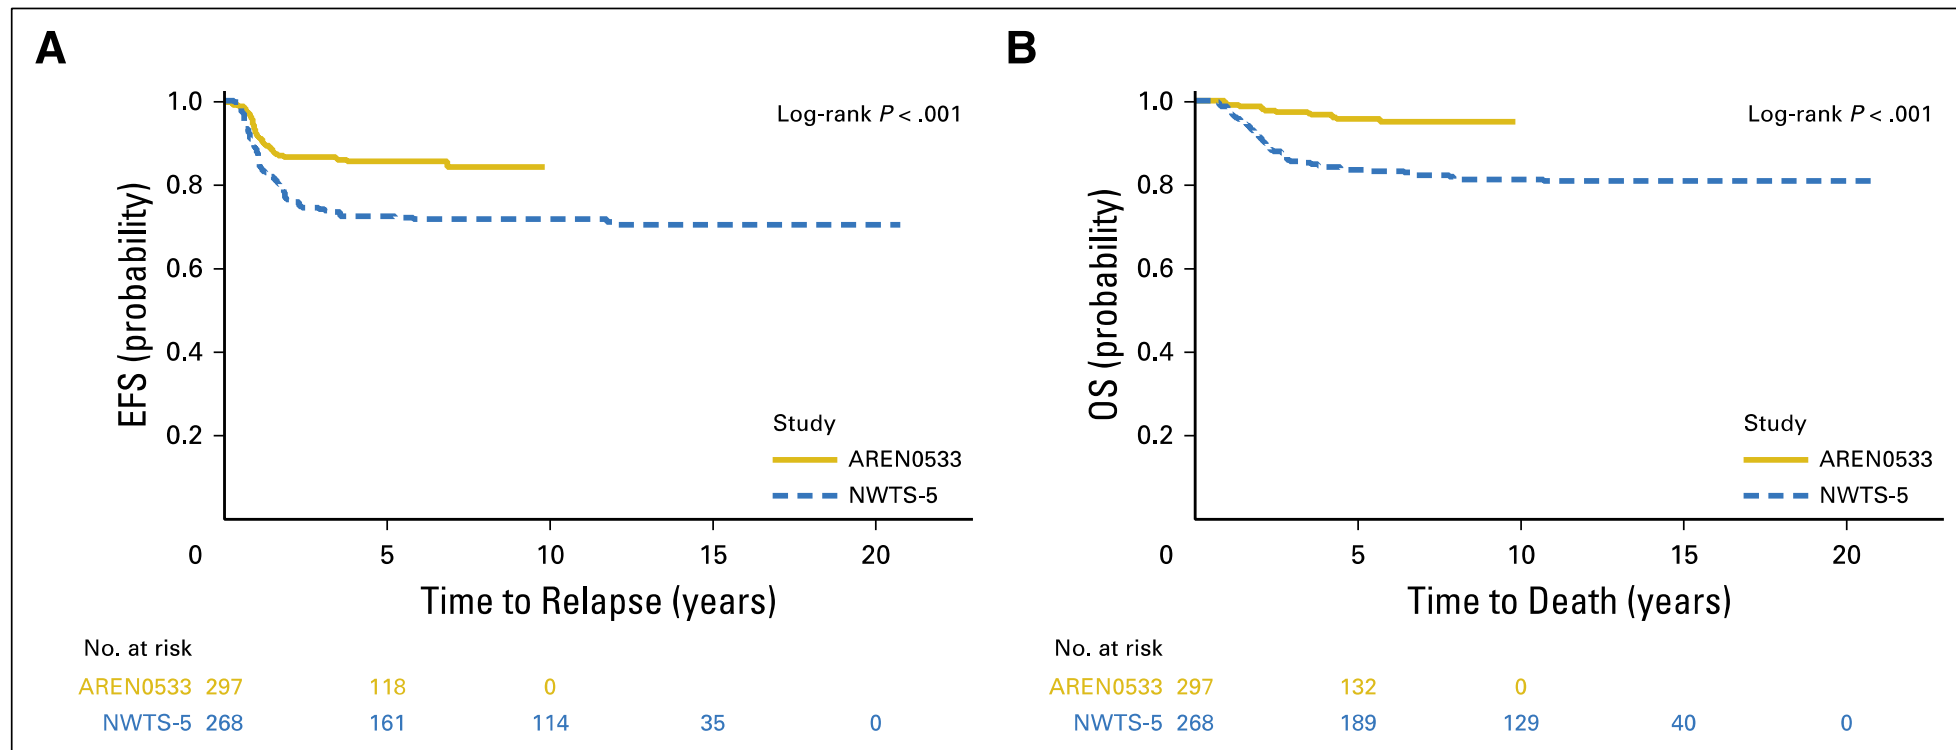 A
Log-rank P < .001
EFS (probability)
1.0
0.8
0.6
0.4
0.2
Study
AREN0533
NWTS-5
0 5 10 15 20
Time to Relapse (years)
No. at risk
AREN0533 297 118 0
NWTS-5 268 161 114 35 0
B
Log-rank P < .001
OS (probability)
1.0
0.8
0.6
0.4
0.2
Study
AREN0533
NWTS-5
0 5 10 15 20
Time to Death (years)
No. at risk
AREN0533 297 132 0
NWTS-5 268 189 129 40 0